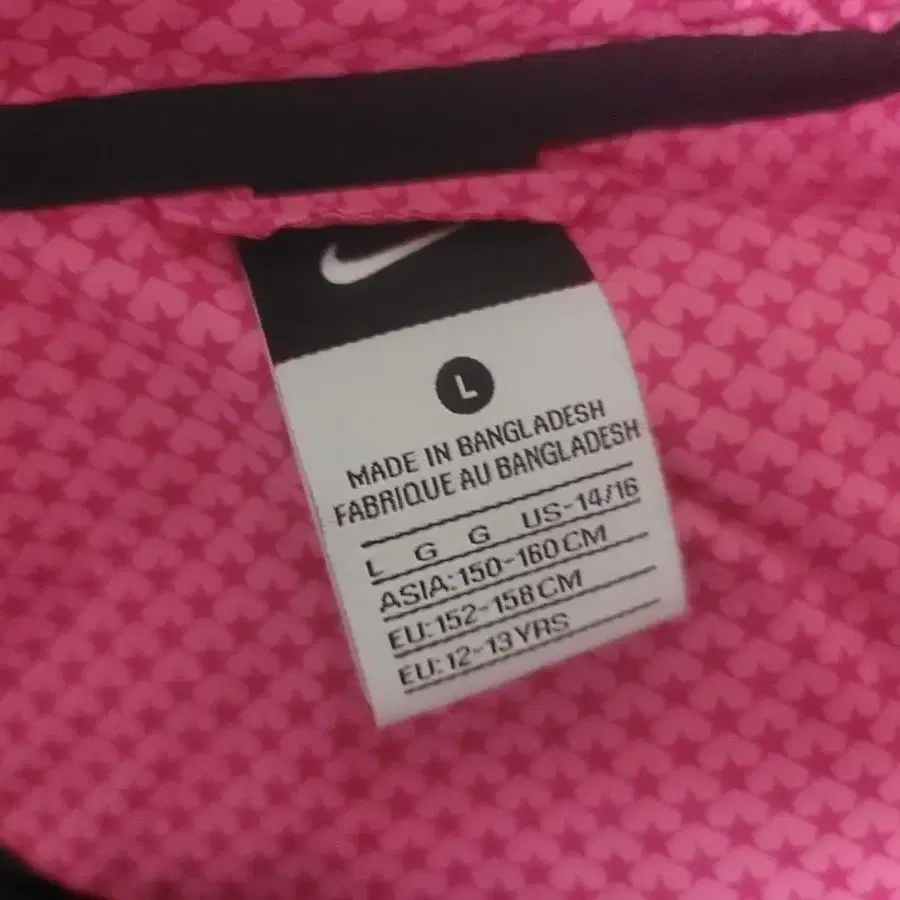 L
MADE IN BANGLADESH
FABRIQUE AU BANGLADESH
L G G US-14/16
ASIA:150-160CM
EU:152-158CM
EU:12-13YRS